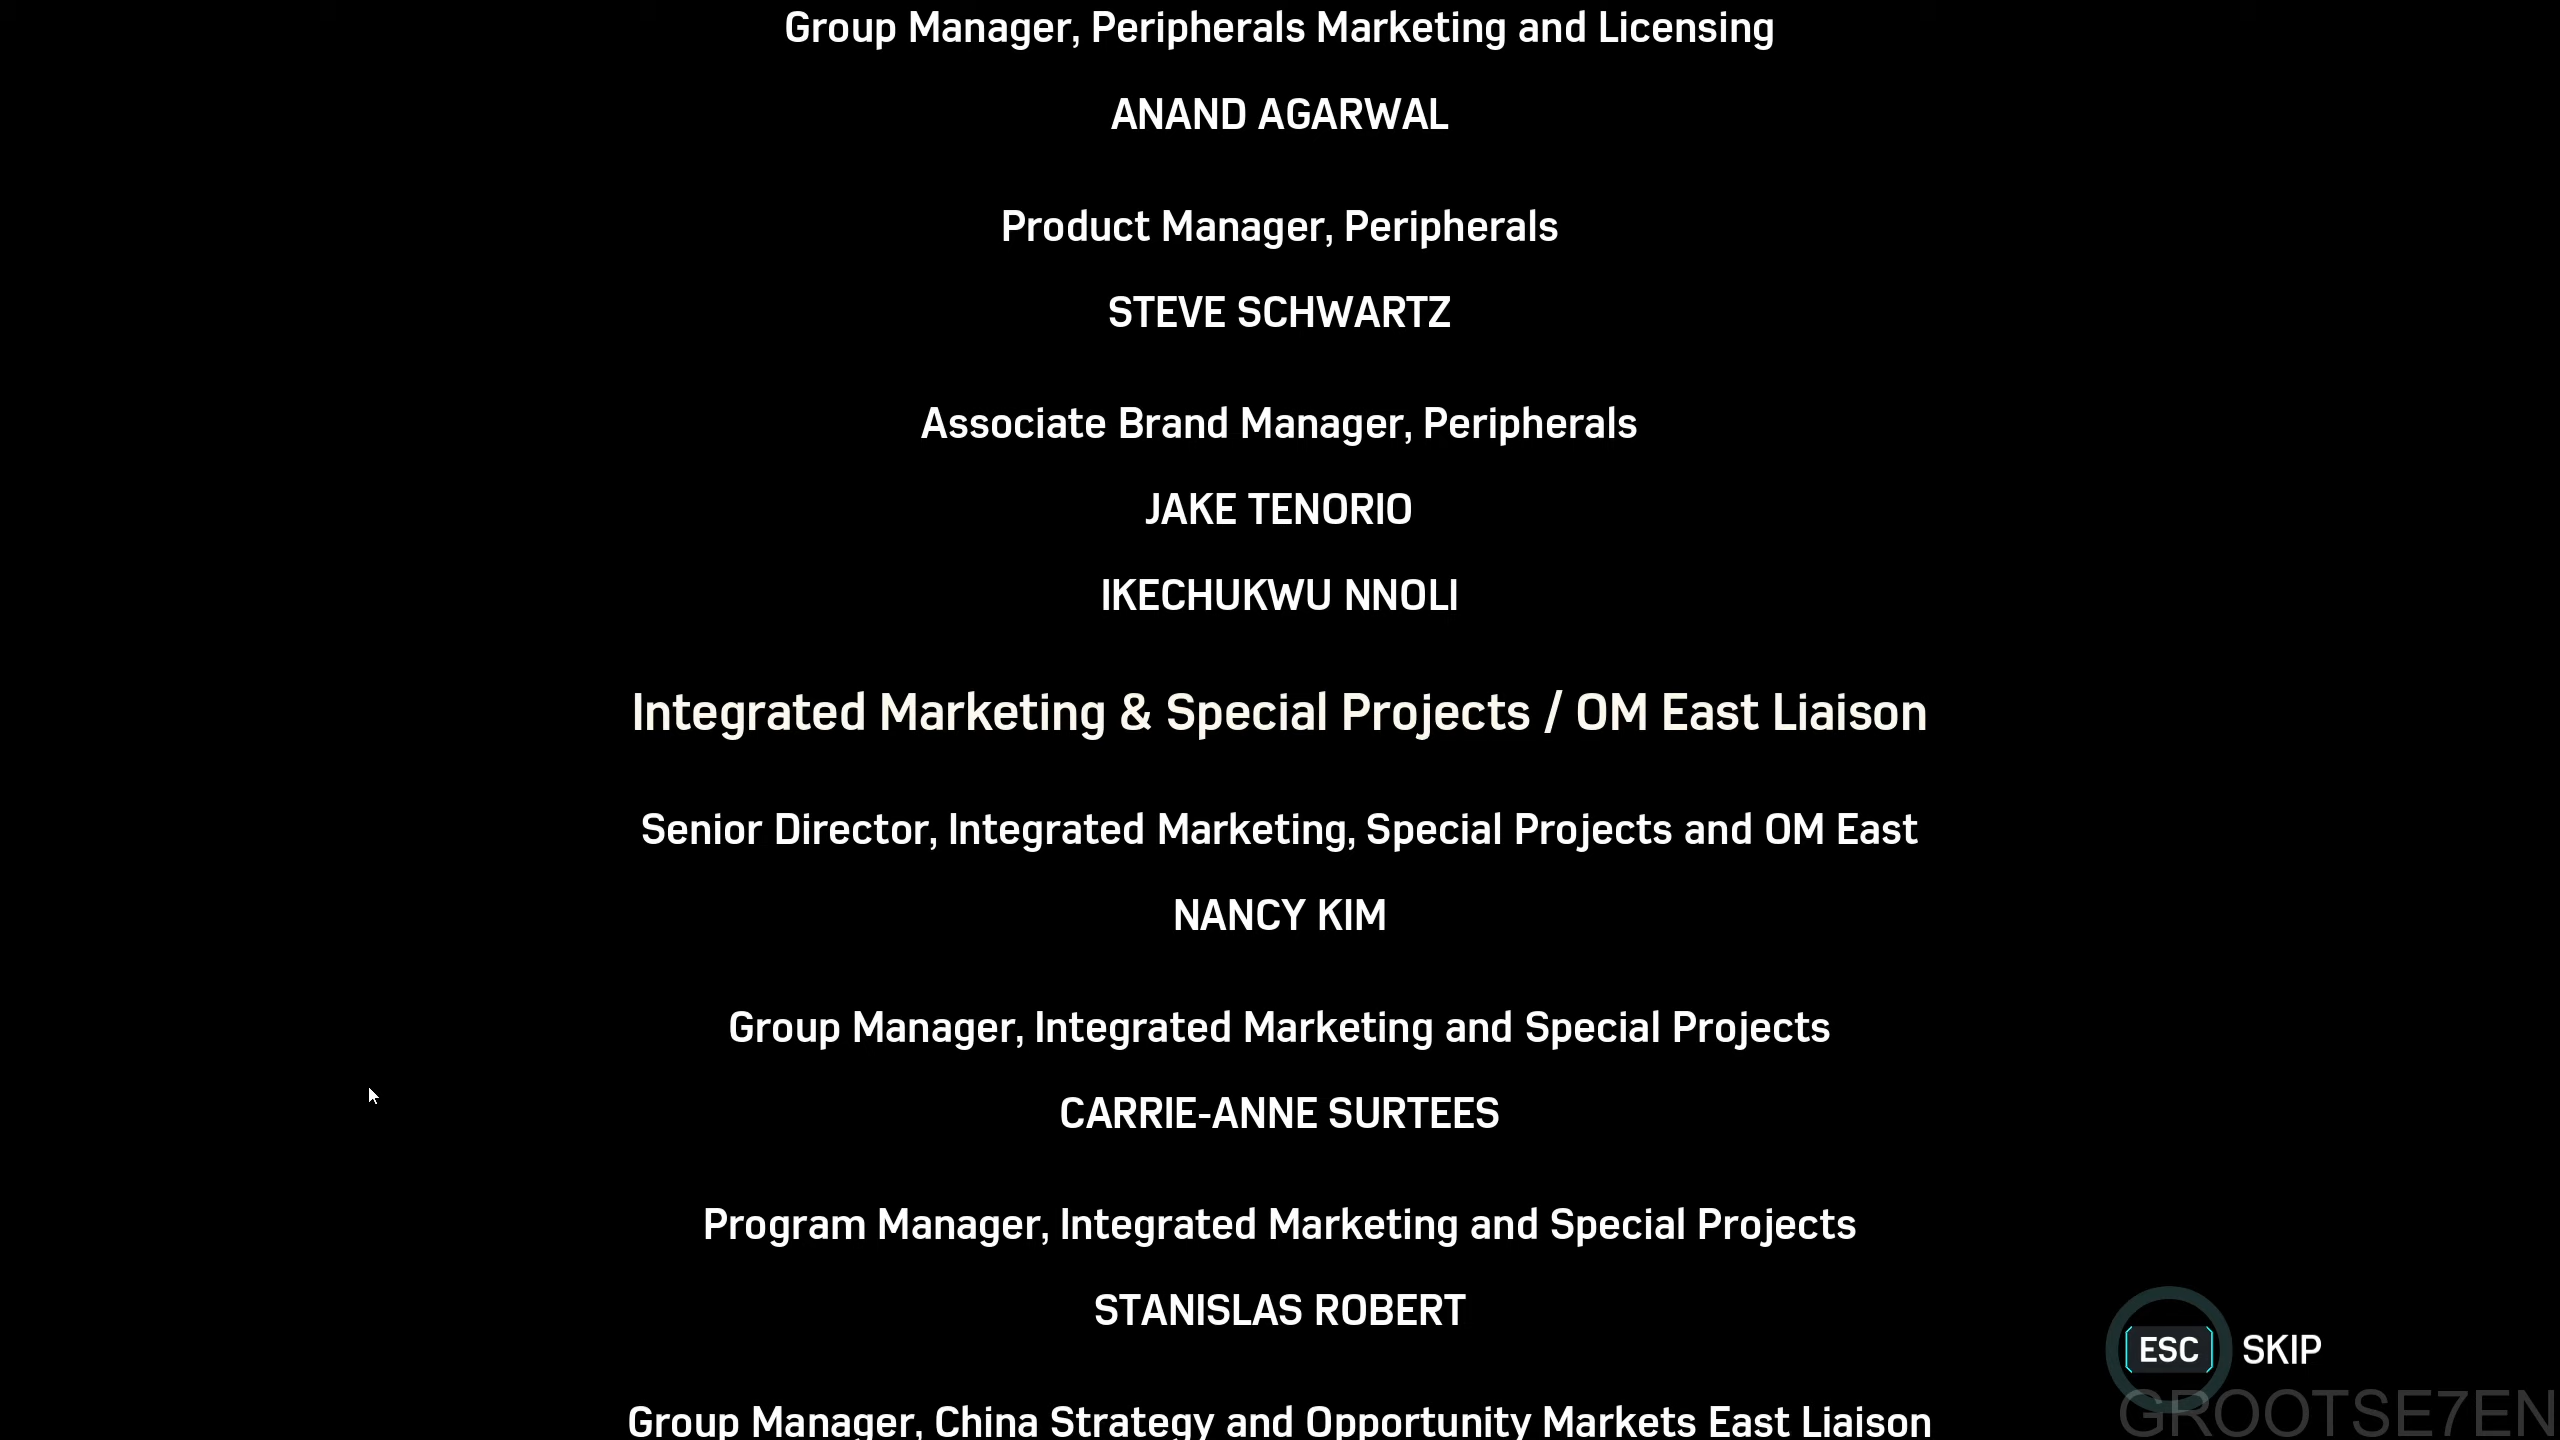 Group Manager, Peripherals Marketing and Licensing
ANAND AGARWAL
Product Manager, Peripherals
STEVE SCHWARTZ
Associate Brand Manager, Peripherals
JAKE TENORIO
IKECHUKWU NNOLI
Integrated Marketing & Special Projects / OM East Liaison
Senior Director, Integrated Marketing, Special Projects and OM East
NANCY KIM
Group Manager, Integrated Marketing and Special Projects
CARRIE-ANNE SURTEES
Program Manager, Integrated Marketing and Special Projects
STANISLAS ROBERT
ESC SKIP
Group Manager, China Strategy and Opportunity Markets East Liaison
GROOTSE7EN